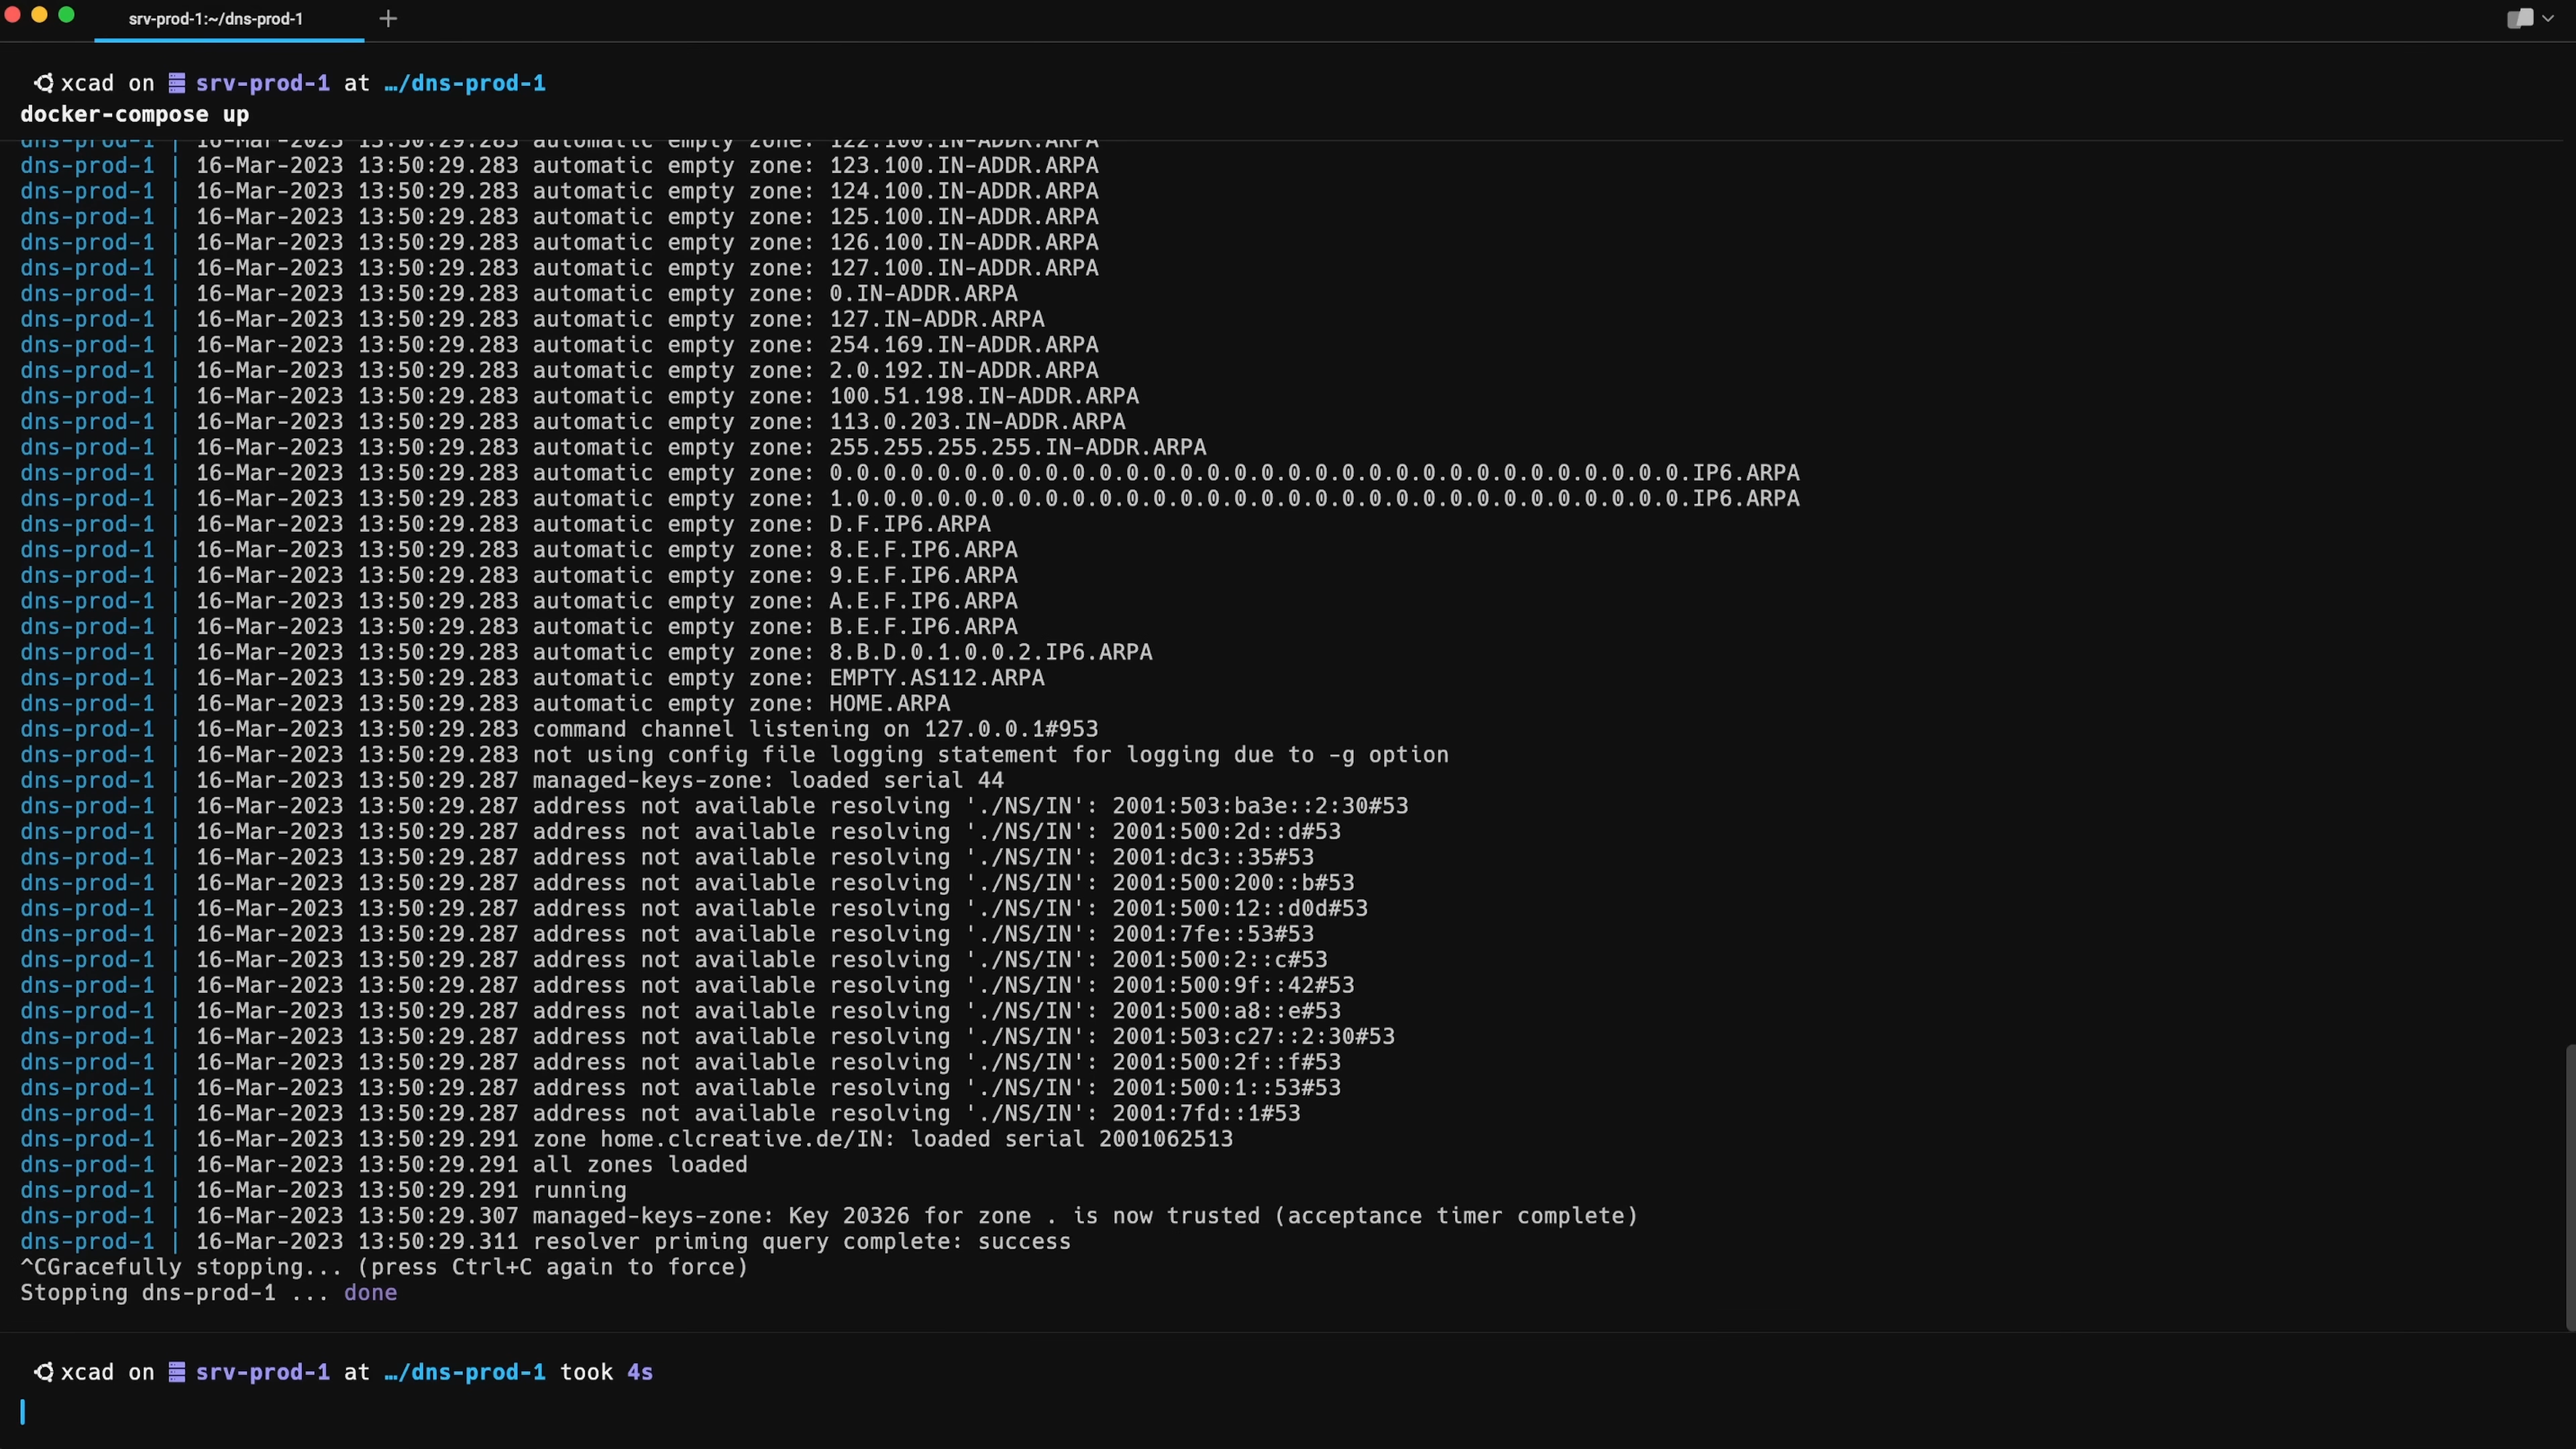 srv-prod-1:~/dns-prod-1
xcad on srv-prod-1 at …/dns-prod-1
docker-compose up
dns-prod-1 | 16-Mar-2023 13:50:29.283 automatic empty zone: 122.100.IN-ADDR.ARPA
dns-prod-1 | 16-Mar-2023 13:50:29.283 automatic empty zone: 123.100.IN-ADDR.ARPA
dns-prod-1 | 16-Mar-2023 13:50:29.283 automatic empty zone: 124.100.IN-ADDR.ARPA
dns-prod-1 | 16-Mar-2023 13:50:29.283 automatic empty zone: 125.100.IN-ADDR.ARPA
dns-prod-1 | 16-Mar-2023 13:50:29.283 automatic empty zone: 126.100.IN-ADDR.ARPA
dns-prod-1 | 16-Mar-2023 13:50:29.283 automatic empty zone: 127.100.IN-ADDR.ARPA
dns-prod-1 | 16-Mar-2023 13:50:29.283 automatic empty zone: 0.IN-ADDR.ARPA
dns-prod-1 | 16-Mar-2023 13:50:29.283 automatic empty zone: 127.IN-ADDR.ARPA
dns-prod-1 | 16-Mar-2023 13:50:29.283 automatic empty zone: 254.169.IN-ADDR.ARPA
dns-prod-1 | 16-Mar-2023 13:50:29.283 automatic empty zone: 2.0.192.IN-ADDR.ARPA
dns-prod-1 | 16-Mar-2023 13:50:29.283 automatic empty zone: 100.51.198.IN-ADDR.ARPA
dns-prod-1 | 16-Mar-2023 13:50:29.283 automatic empty zone: 113.0.203.IN-ADDR.ARPA
dns-prod-1 | 16-Mar-2023 13:50:29.283 automatic empty zone: 255.255.255.255.IN-ADDR.ARPA
dns-prod-1 | 16-Mar-2023 13:50:29.283 automatic empty zone: 0.0.0.0.0.0.0.0.0.0.0.0.0.0.0.0.0.0.0.0.0.0.0.0.0.0.0.0.0.0.0.0.IP6.ARPA
dns-prod-1 | 16-Mar-2023 13:50:29.283 automatic empty zone: 1.0.0.0.0.0.0.0.0.0.0.0.0.0.0.0.0.0.0.0.0.0.0.0.0.0.0.0.0.0.0.0.IP6.ARPA
dns-prod-1 | 16-Mar-2023 13:50:29.283 automatic empty zone: D.F.IP6.ARPA
dns-prod-1 | 16-Mar-2023 13:50:29.283 automatic empty zone: 8.E.F.IP6.ARPA
dns-prod-1 | 16-Mar-2023 13:50:29.283 automatic empty zone: 9.E.F.IP6.ARPA
dns-prod-1 | 16-Mar-2023 13:50:29.283 automatic empty zone: A.E.F.IP6.ARPA
dns-prod-1 | 16-Mar-2023 13:50:29.283 automatic empty zone: B.E.F.IP6.ARPA
dns-prod-1 | 16-Mar-2023 13:50:29.283 automatic empty zone: 8.B.D.0.1.0.0.2.IP6.ARPA
dns-prod-1 | 16-Mar-2023 13:50:29.283 automatic empty zone: EMPTY.AS112.ARPA
dns-prod-1 | 16-Mar-2023 13:50:29.283 automatic empty zone: HOME.ARPA
dns-prod-1 | 16-Mar-2023 13:50:29.283 command channel listening on 127.0.0.1#953
dns-prod-1 | 16-Mar-2023 13:50:29.283 not using config file logging statement for logging due to -g option
dns-prod-1 | 16-Mar-2023 13:50:29.287 managed-keys-zone: loaded serial 44
dns-prod-1 | 16-Mar-2023 13:50:29.287 address not available resolving './NS/IN': 2001:503:ba3e::2:30#53
dns-prod-1 | 16-Mar-2023 13:50:29.287 address not available resolving './NS/IN': 2001:500:2d::d#53
dns-prod-1 | 16-Mar-2023 13:50:29.287 address not available resolving './NS/IN': 2001:dc3::35#53
dns-prod-1 | 16-Mar-2023 13:50:29.287 address not available resolving './NS/IN': 2001:500:200::b#53
dns-prod-1 | 16-Mar-2023 13:50:29.287 address not available resolving './NS/IN': 2001:500:12::d0d#53
dns-prod-1 | 16-Mar-2023 13:50:29.287 address not available resolving './NS/IN': 2001:7fe::53#53
dns-prod-1 | 16-Mar-2023 13:50:29.287 address not available resolving './NS/IN': 2001:500:2::c#53
dns-prod-1 | 16-Mar-2023 13:50:29.287 address not available resolving './NS/IN': 2001:500:9f::42#53
dns-prod-1 | 16-Mar-2023 13:50:29.287 address not available resolving './NS/IN': 2001:500:a8::e#53
dns-prod-1 | 16-Mar-2023 13:50:29.287 address not available resolving './NS/IN': 2001:503:c27::2:30#53
dns-prod-1 | 16-Mar-2023 13:50:29.287 address not available resolving './NS/IN': 2001:500:2f::f#53
dns-prod-1 | 16-Mar-2023 13:50:29.287 address not available resolving './NS/IN': 2001:500:1::53#53
dns-prod-1 | 16-Mar-2023 13:50:29.287 address not available resolving './NS/IN': 2001:7fd::1#53
dns-prod-1 | 16-Mar-2023 13:50:29.291 zone home.clcreative.de/IN: loaded serial 2001062513
dns-prod-1 | 16-Mar-2023 13:50:29.291 all zones loaded
dns-prod-1 | 16-Mar-2023 13:50:29.291 running
dns-prod-1 | 16-Mar-2023 13:50:29.307 managed-keys-zone: Key 20326 for zone . is now trusted (acceptance timer complete)
dns-prod-1 | 16-Mar-2023 13:50:29.311 resolver priming query complete: success
^CGracefully stopping... (press Ctrl+C again to force)
Stopping dns-prod-1 ... done
xcad on srv-prod-1 at …/dns-prod-1 took 4s